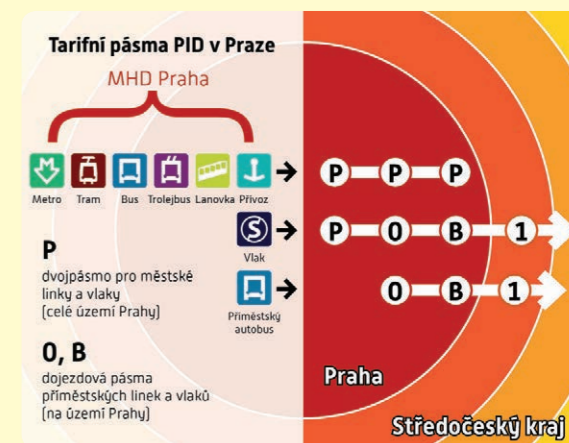 Tarifní pásma PID v Praze
MHD Praha
Metro Tram Bus Trolejbus Lanovka Přívoz
P P P
S
Vlak
P 0 B 1
Příměstský
autobus
0 B 1
P
dvojpásmo pro městské
linky a vlaky
(celé území Prahy)
0, B
dojezdová pásma
příměstských linek a vlaků
(na území Prahy)
Praha
Středočeský kraj